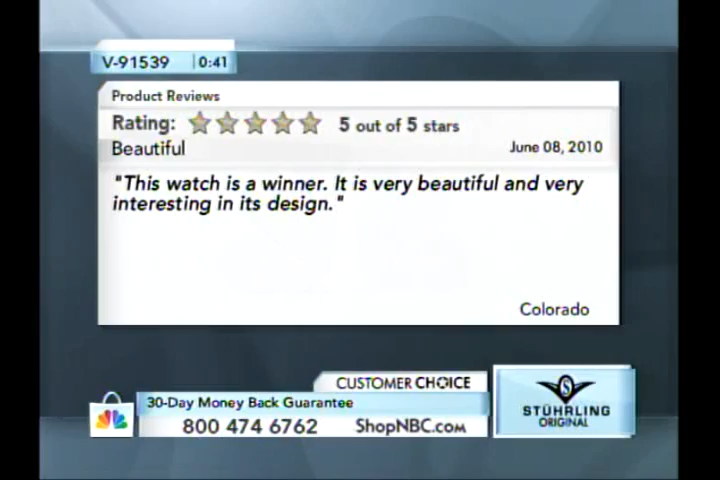 V-91539 0:41
Product Reviews
Rating: 5 out of 5 stars
Beautiful June 08, 2010
"This watch is a winner. It is very beautiful and very
interesting in its design."
Colorado
CUSTOMER CHOICE
30-Day Money Back Guarantee
800 474 6762 ShopNBC.com
S
STÜHRLING
ORIGINAL